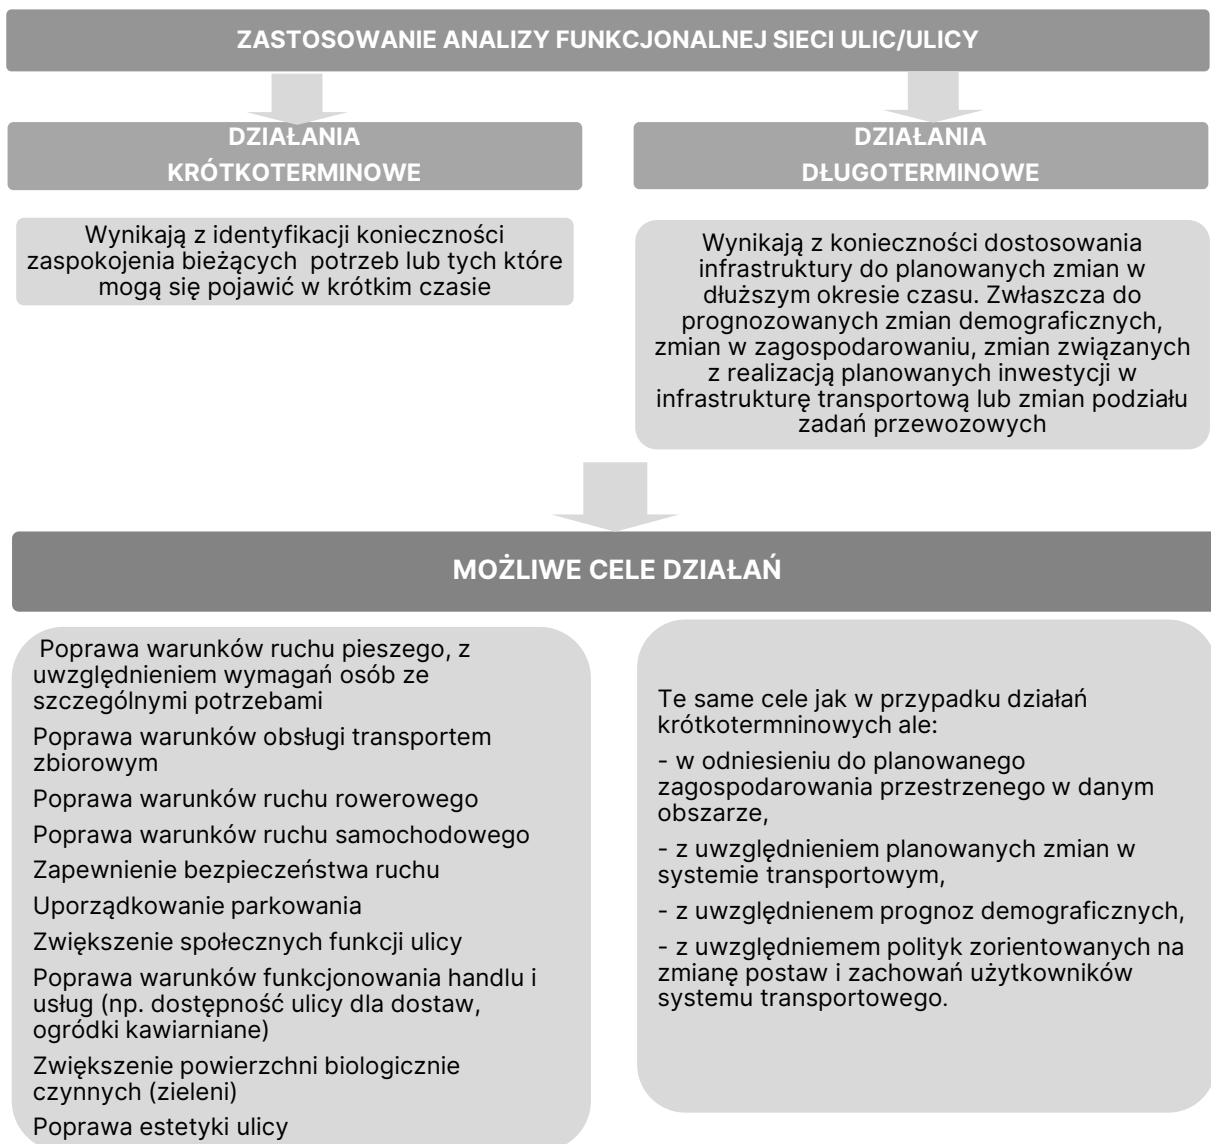 ZASTOSOWANIE ANALIZY FUNKCJONALNEJ SIECI ULIC/ULICY
DZIAŁANIA
KRÓTKOTERMINOWE
Wynikają z identyfikacji konieczności
zaspokojenia bieżących potrzeb lub tych które
mogą się pojawić w krótkim czasie
DZIAŁANIA
DŁUGOTERMINOWE
Wynikają z konieczności dostosowania
infrastruktury do planowanych zmian w
dłuższym okresie czasu. Zwłaszcza do
prognozowanych zmian demograficznych,
zmian w zagospodarowaniu, zmian związanych
z realizacją planowanych inwestycji w
infrastrukturę transportową lub zmian podziału
zadań przewozowych
MOŻLIWE CELE DZIAŁAŃ
Poprawa warunków ruchu pieszego, z
uwzględnieniem wymagań osób ze
szczególnymi potrzebami
Poprawa warunków obsługi transportem
zbiorowym
Poprawa warunków ruchu rowerowego
Poprawa warunków ruchu samochodowego
Zapewnienie bezpieczeństwa ruchu
Uporządkowanie parkowania
Zwiększenie społecznych funkcji ulicy
Poprawa warunków funkcjonowania handlu i
usług (np. dostępność ulicy dla dostaw,
ogródki kawiarniane)
Zwiększenie powierzchni biologicznie
czynnych (zieleni)
Poprawa estetyki ulicy
Te same cele jak w przypadku działań
krótkotermninowych ale:
- w odniesieniu do planowanego
zagospodarowania przestrzenego w danym
obszarze,
- z uwzględnieniem planowanych zmian w
systemie transportowym,
- z uwzględnienem prognoz demograficznych,
- z uwzględniemem polityk zorientowanych na
zmianę postaw i zachowań użytkowników
systemu transportowego.